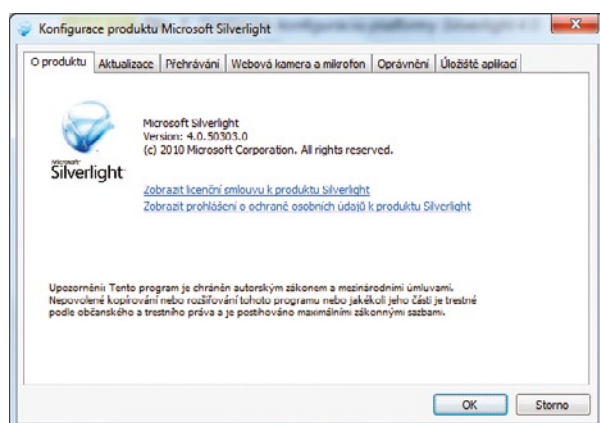 Konfigurace produktu Microsoft Silverlight
O produktu Aktualizace Přehrávání Webová kamera a mikrofon Oprávnění Úložiště aplikací
Microsoft Silverlight
Version: 4.0.50303.0
(c) 2010 Microsoft Corporation. All rights reserved.
Microsoft
Silverlight
Zobrazit licenční smlouvu k produktu Silverlight
Zobrazit prohlášení o ochraně osobních údajů k produktu Silverlight
Upozornění: Tento program je chráněn autorským zákonem a mezinárodními úmluvami.
Nepovolené kopírování nebo rozšiřování tohoto programu nebo jakékoli jeho části je trestné
podle občanského a trestního práva a je postihováno maximálními zákonnými sazbami.
OK Storno